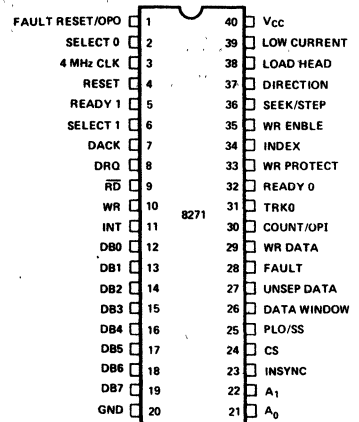 FAULT RESET/OPO 1 40 VCC
SELECT 0 2 39 LOW CURRENT
4 MHz CLK 3 38 LOAD HEAD
RESET 4 37 DIRECTION
READY 1 5 36 SEEK/STEP
SELECT 1 6 35 WR ENBLE
DACK 7 34 INDEX
DRQ 8 33 WR PROTECT
R̅D̅ 9 32 READY 0
WR 10 31 TRK0
8271
INT 11 30 COUNT/OPI
DB0 12 29 WR DATA
DB1 13 28 FAULT
DB2 14 27 UNSEP DATA
DB3 15 26 DATA WINDOW
DB4 16 25 PLO/SS
DB5 17 24 CS
DB6 18 23 INSYNC
DB7 19 22 A1
GND 20 21 A0